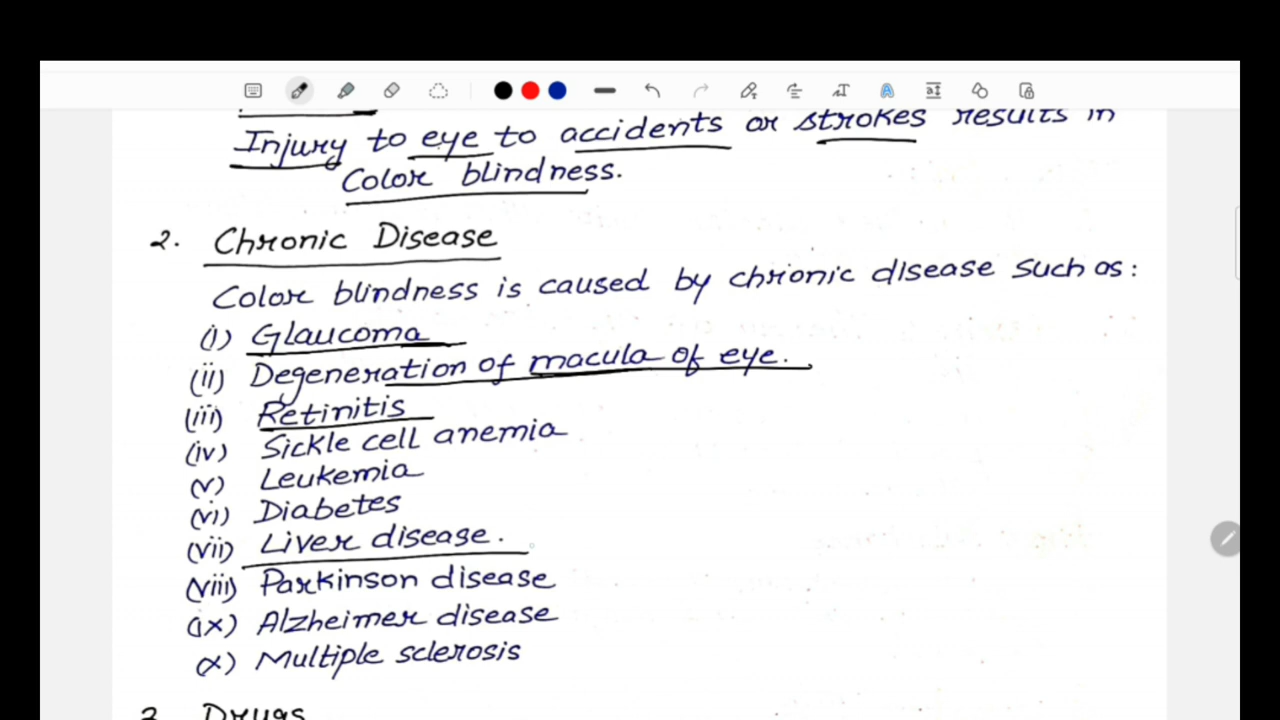 Injury to eye to accidents or strokes results in
Color blindness.
2. Chronic Disease
Color blindness is caused by chronic disease such as:
(i) Glaucoma
(ii) Degeneration of macula of eye.
(iii) Retinitis
(iv) Sickle cell anemia
(v) Leukemia
(vi) Diabetes
(vii) Liver disease.
(viii) Parkinson disease
(ix) Alzheimer disease
(x) Multiple sclerosis
3. Drugs